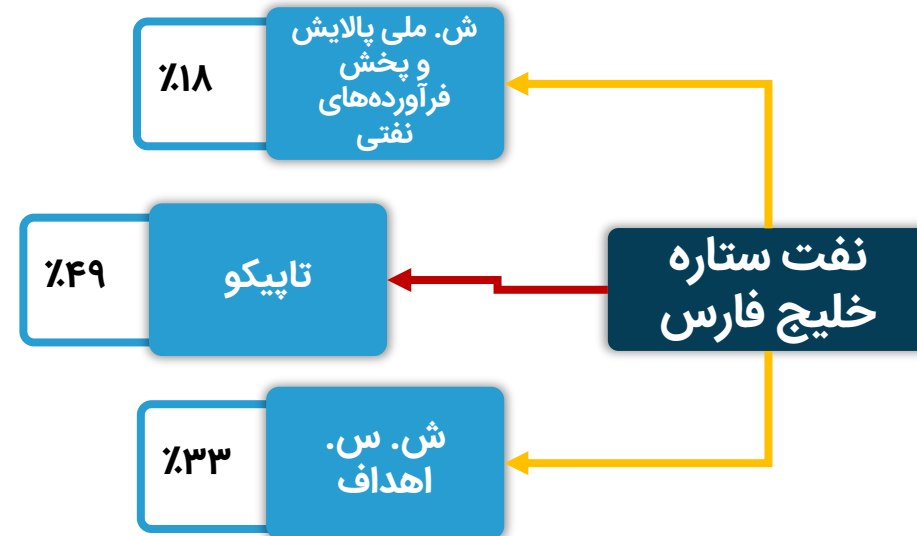 ش. ملی پالایش
و پخش
فرآورده‌های
نفتی
٪۱۸
نفت ستاره
خلیج فارس
تاپیکو
٪۴۹
ش. س.
اهداف
٪۳۳